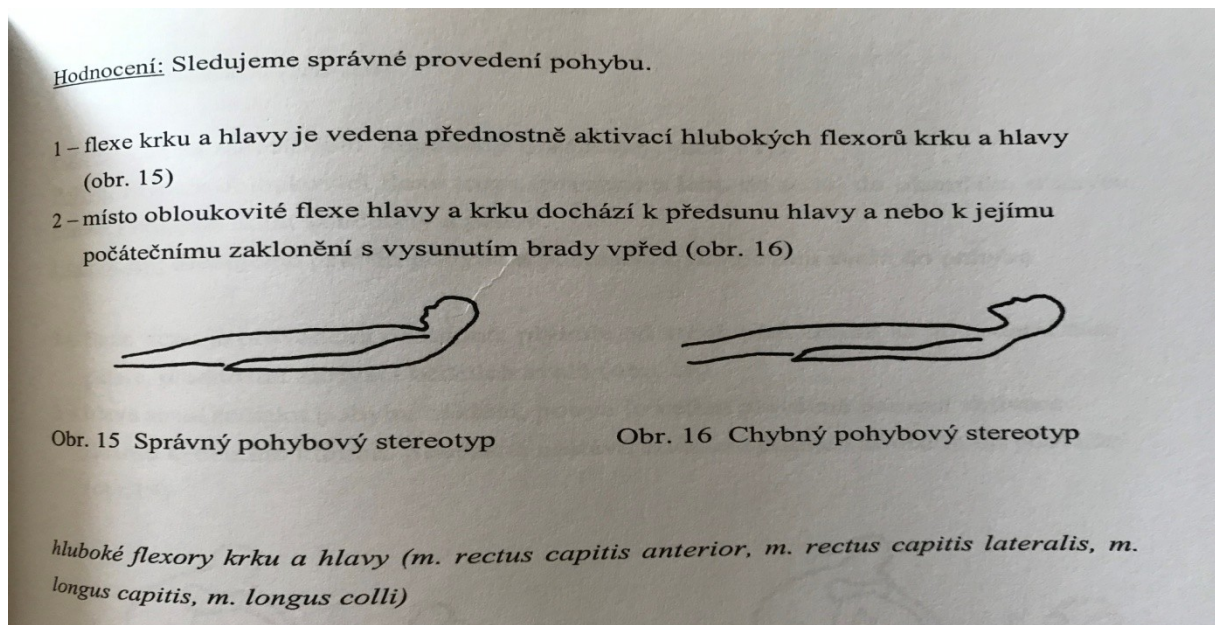 Hodnocení: Sledujeme správné provedení pohybu.
1 – flexe krku a hlavy je vedena přednostně aktivací hlubokých flexorů krku a hlavy
(obr. 15)
2 – místo obloukovité flexe hlavy a krku dochází k předsunu hlavy a nebo k jejímu
počátečnímu zaklonění s vysunutím brady vpřed (obr. 16)
Obr. 15 Správný pohybový stereotyp
Obr. 16 Chybný pohybový stereotyp
hluboké flexory krku a hlavy (m. rectus capitis anterior, m. rectus capitis lateralis, m.
longus capitis, m. longus colli)